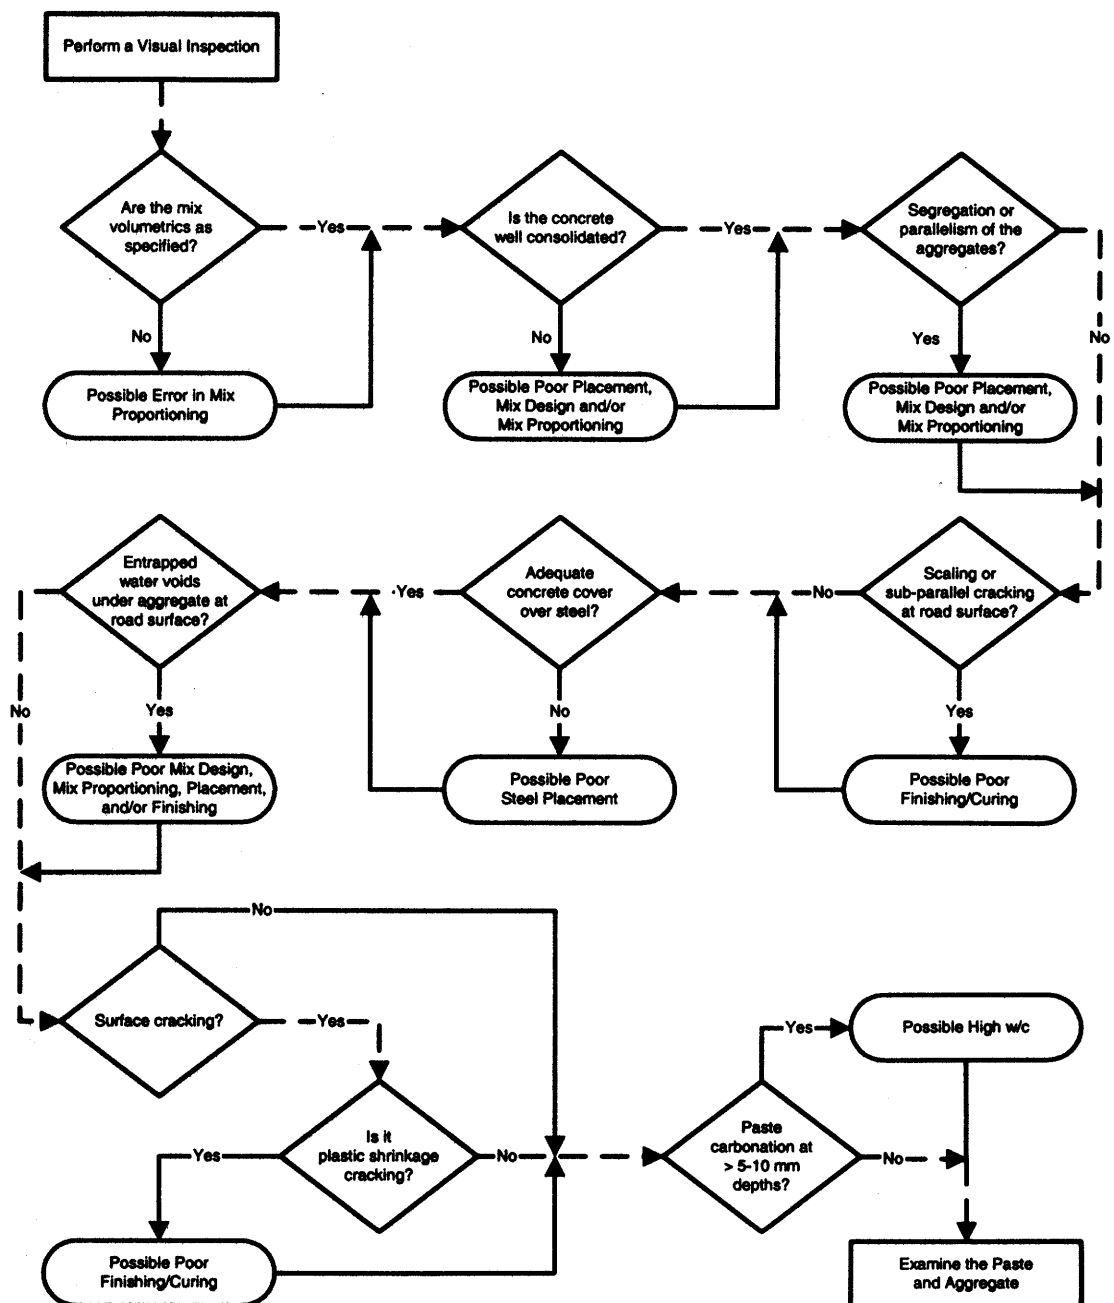 Perform a Visual Inspection
Are the mix
volumetrics as
specified?
Yes
Is the concrete
well consolidated?
Yes
Segregation or
parallelism of the
aggregates?
No
No
Yes
No
Possible Error in Mix
Proportioning
Possible Poor Placement,
Mix Design and/or
Mix Proportioning
Possible Poor Placement,
Mix Design and/or
Mix Proportioning
Scaling or
sub-parallel cracking
at road surface?
No
Adequate
concrete cover
over steel?
Yes
Entrapped
water voids
under aggregate at
road surface?
No
Yes
No
Yes
Possible Poor Mix Design,
Mix Proportioning, Placement,
and/or Finishing
Possible Poor
Steel Placement
Possible Poor
Finishing/Curing
No
Surface cracking?
Yes
Is it
plastic shrinkage
cracking?
Yes
No
Possible Poor
Finishing/Curing
Paste
carbonation at
> 5-10 mm
depths?
Yes
Possible High w/c
No
Examine the Paste
and Aggregate